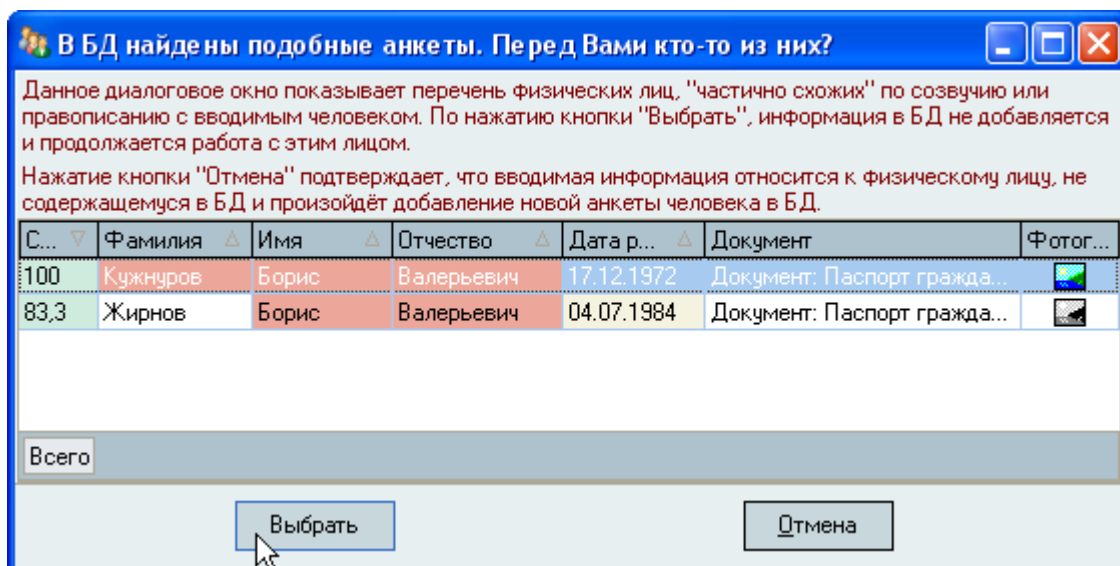 В БД найдены подобные анкеты. Перед Вами кто-то из них?
Данное диалоговое окно показывает перечень физических лиц, "частично схожих" по созвучию или
правописанию с вводимым человеком. По нажатию кнопки "Выбрать", информация в БД не добавляется
и продолжается работа с этим лицом.
Нажатие кнопки "Отмена" подтверждает, что вводимая информация относится к физическому лицу, не
содержащемуся в БД и произойдёт добавление новой анкеты человека в БД.
С... Фамилия Имя Отчество Дата р... Документ Фотог...
100 Кужнуров Борис Валерьевич 17.12.1972 Документ: Паспорт гражда...
83,3 Жирнов Борис Валерьевич 04.07.1984 Документ: Паспорт гражда...
Всего
Выбрать Отмена